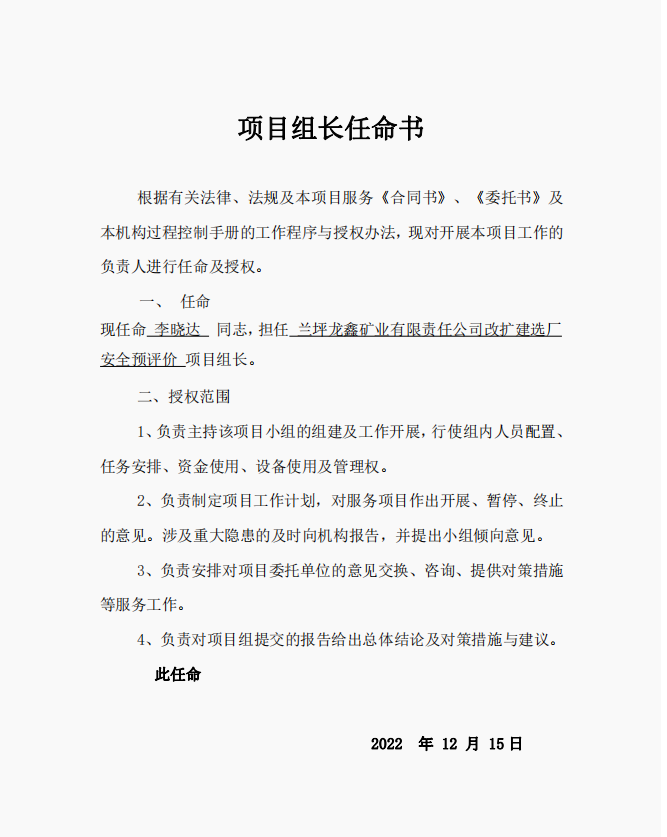 项目组长任命书
根据有关法律、法规及本项目服务《合同书》、《委托书》及
本机构过程控制手册的工作程序与授权办法，现对开展本项目工作的
负责人进行任命及授权。
一、 任命
现任命 李晓达 同志，担任 兰坪龙鑫矿业有限责任公司改扩建选厂
安全预评价 项目组长。
二、授权范围
1、负责主持该项目小组的组建及工作开展，行使组内人员配置、
任务安排、资金使用、设备使用及管理权。
2、负责制定项目工作计划，对服务项目作出开展、暂停、终止
的意见。涉及重大隐患的及时向机构报告，并提出小组倾向意见。
3、负责安排对项目委托单位的意见交换、咨询、提供对策措施
等服务工作。
4、负责对项目组提交的报告给出总体结论及对策措施与建议。
此任命
2022 年 12 月 15日